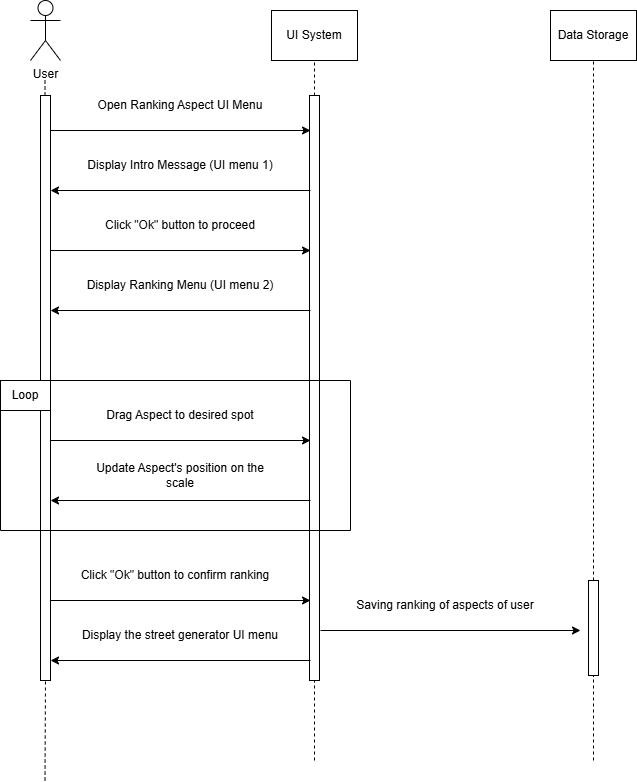 UI System
Data Storage
User
Open Ranking Aspect UI Menu
Display Intro Message (UI menu 1)
Click "Ok" button to proceed
Display Ranking Menu (UI menu 2)
Loop
Drag Aspect to desired spot
Update Aspect's position on the
scale
Click "Ok" button to confirm ranking
Saving ranking of aspects of user
Display the street generator UI menu